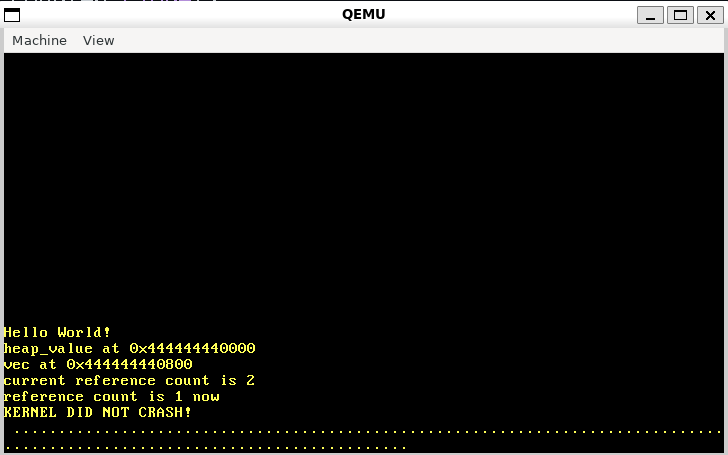 QEMU
Machine View
Hello World!
heap_value at 0x444444440000
vec at 0x444444440800
current reference count is 2
reference count is 1 now
KERNEL DID NOT CRASH!
...............................................................................
.............................................